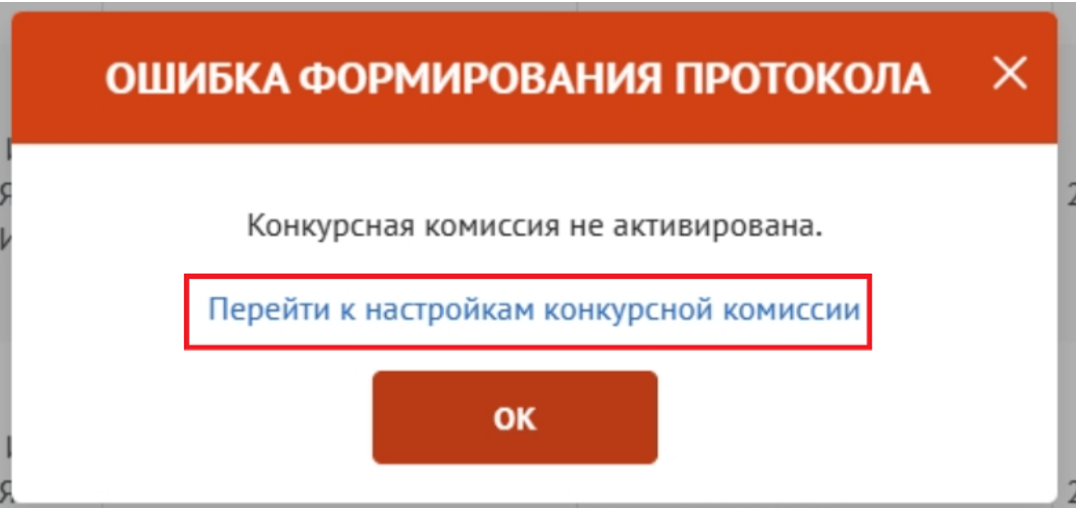 ОШИБКА ФОРМИРОВАНИЯ ПРОТОКОЛА
Конкурсная комиссия не активирована.
Перейти к настройкам конкурсной комиссии
ОК